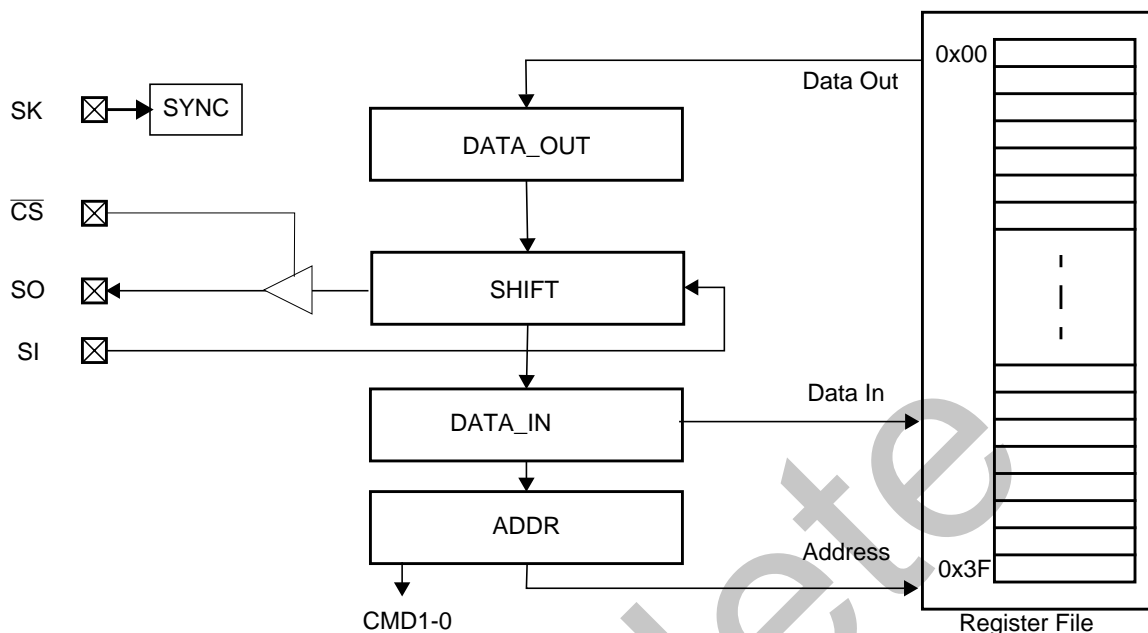 0x00
Data Out
SK
SYNC
DATA_OUT
C̅S̅
SO
SHIFT
SI
Data In
DATA_IN
ADDR
Address
0x3F
CMD1-0
Register File